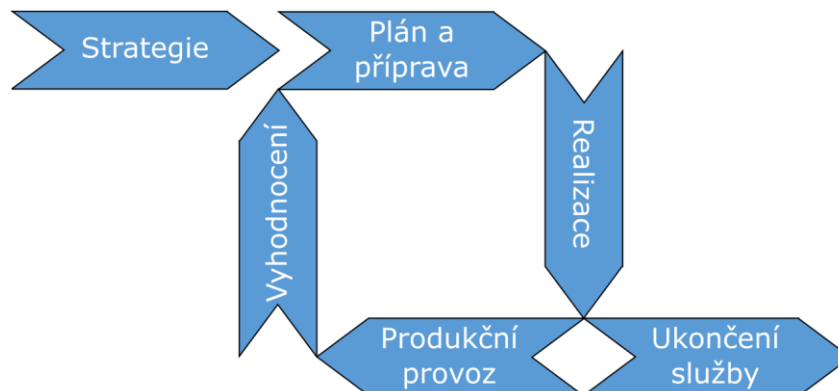 Strategie
Plán a
příprava
Realizace
Vyhodnocení
Produkční
provoz
Ukončení
služby